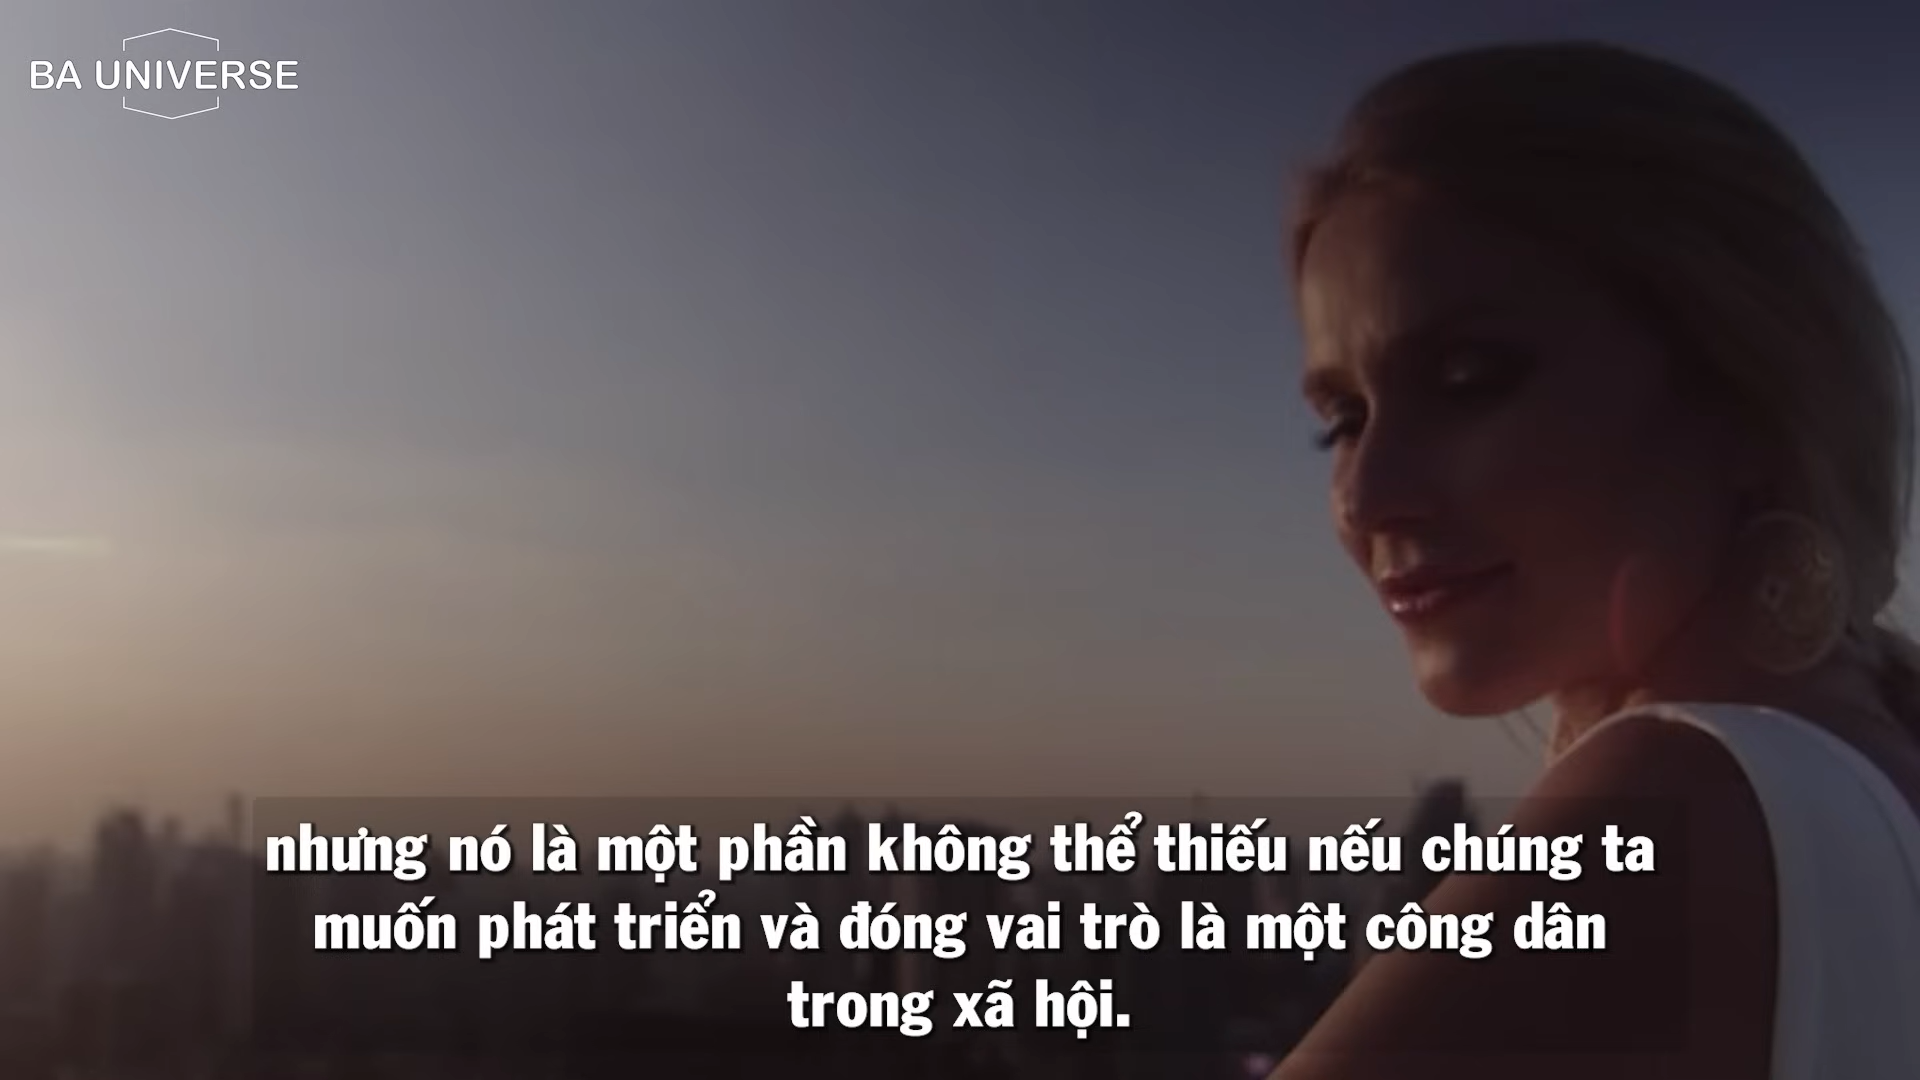 BA UNIVERSE
nhưng nó là một phần không thể thiếu nếu chúng ta
muốn phát triển và đóng vai trò là một công dân
trong xã hội.